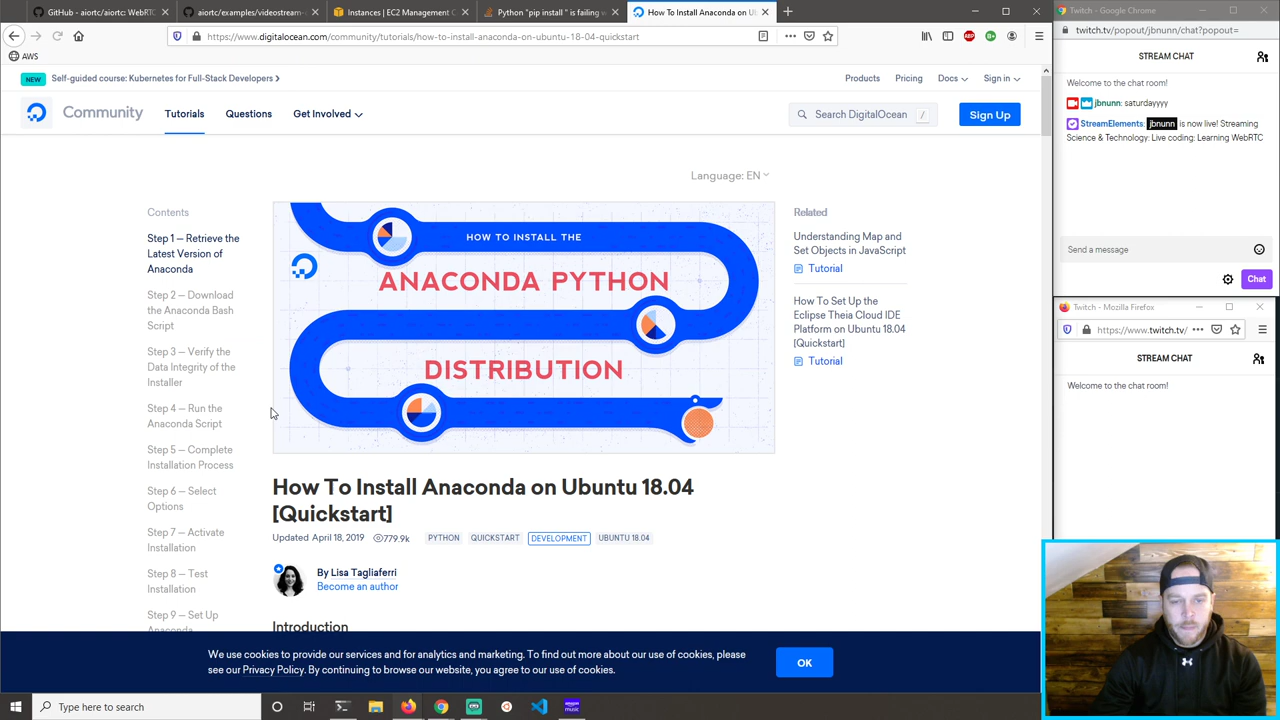 GitHub - aiortc/aiortc: WebRTC
aiortc/examples/videostream-
Instances | EC2 Management C
Python "pip install " is failing w
How To Install Anaconda on U
https://www.digitalocean.com/community/tutorials/how-to-install-anaconda-on-ubuntu-18-04-quickstart
AWS
NEW Self-guided course: Kubernetes for Full-Stack Developers
Products Pricing Docs Sign in
Community
Tutorials Questions Get Involved
Search DigitalOcean /
Sign Up
Language: EN
Contents
Step 1 — Retrieve the
Latest Version of
Anaconda
Step 2 — Download
the Anaconda Bash
Script
Step 3 — Verify the
Data Integrity of the
Installer
Step 4 — Run the
Anaconda Script
Step 5 — Complete
Installation Process
Step 6 — Select
Options
Step 7 — Activate
Installation
Step 8 — Test
Installation
Step 9 — Set Up
Anaconda
HOW TO INSTALL THE
ANACONDA PYTHON
DISTRIBUTION
How To Install Anaconda on Ubuntu 18.04
[Quickstart]
Updated April 18, 2019 779.9k PYTHON QUICKSTART DEVELOPMENT UBUNTU 18.04
By Lisa Tagliaferri
Become an author
Introduction
Related
Understanding Map and
Set Objects in JavaScript
Tutorial
How To Set Up the
Eclipse Theia Cloud IDE
Platform on Ubuntu 18.04
[Quickstart]
Tutorial
We use cookies to provide our services and for analytics and marketing. To find out more about our use of cookies, please
see our Privacy Policy. By continuing to browse our website, you agree to our use of cookies.
OK
Type here to search
Twitch - Google Chrome
twitch.tv/popout/jbnunn/chat?popout=
STREAM CHAT
Welcome to the chat room!
jbnunn: saturdayyyy
StreamElements: jbnunn is now live! Streaming
Science & Technology: Live coding: Learning WebRTC
Send a message
Chat
Twitch - Mozilla Firefox
https://www.twitch.tv/
STREAM CHAT
Welcome to the chat room!